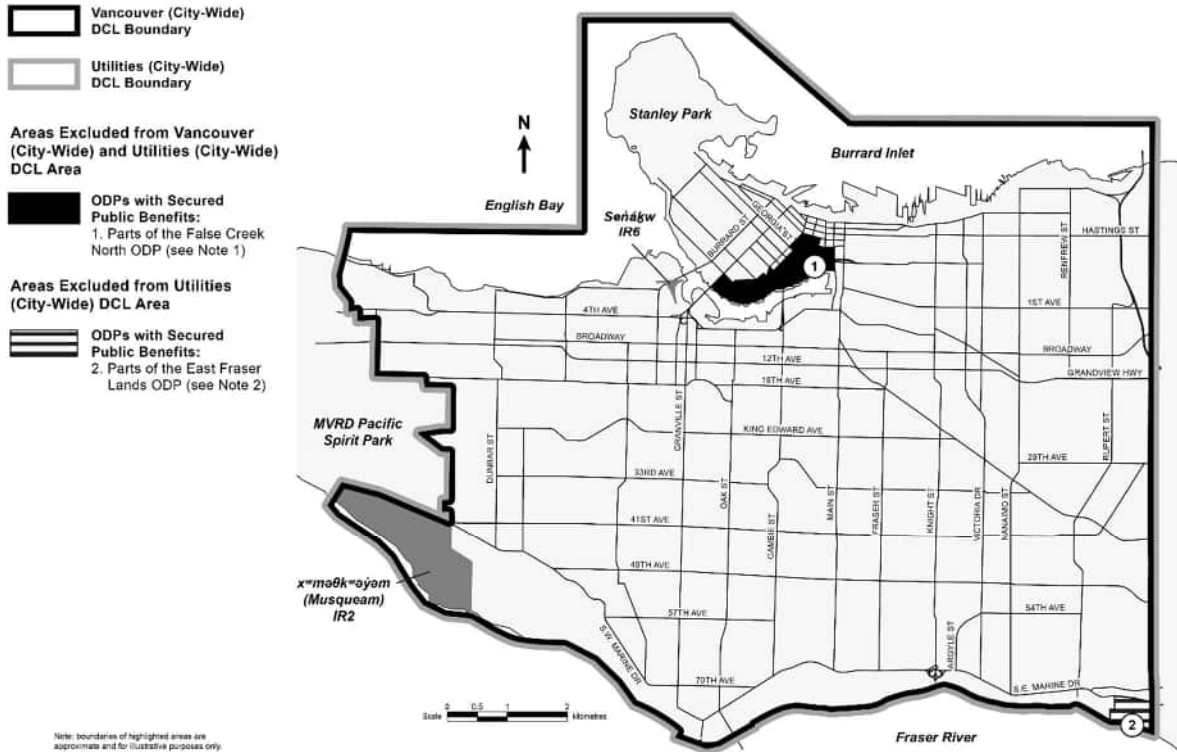 Vancouver (City-Wide)
DCL Boundary
Utilities (City-Wide)
DCL Boundary
Areas Excluded from Vancouver
(City-Wide) and Utilities (City-Wide)
DCL Area
ODPs with Secured
Public Benefits:
1. Parts of the False Creek
North ODP (see Note 1)
Areas Excluded from Utilities
(City-Wide) DCL Area
ODPs with Secured
Public Benefits:
2. Parts of the East Fraser
Lands ODP (see Note 2)
Note: boundaries of highlighted areas are
approximate and for illustrative purposes only.
N
Stanley Park
Burrard Inlet
English Bay
Sen̓áḵw
IR6
GEORGIA ST
BURRARD ST
1
HASTINGS ST
RENFREW ST
4TH AVE
1ST AVE
BROADWAY
BROADWAY
12TH AVE
16TH AVE
GRANDVIEW HWY
MVRD Pacific
Spirit Park
GRANVILLE ST
KING EDWARD AVE
DUNBAR ST
RUPERT ST
29TH AVE
33RD AVE
OAK ST
CAMBIE ST
MAIN ST
FRASER ST
KNIGHT ST
VICTORIA DR
NANAIMO ST
41ST AVE
49TH AVE
xʷməθkʷəy̓əm
(Musqueam)
IR2
57TH AVE
54TH AVE
S.W. MARINE DR
ARGYLE ST
70TH AVE
S.E. MARINE DR
0 0.5 1 2
Scale
kilometres
2
Fraser River